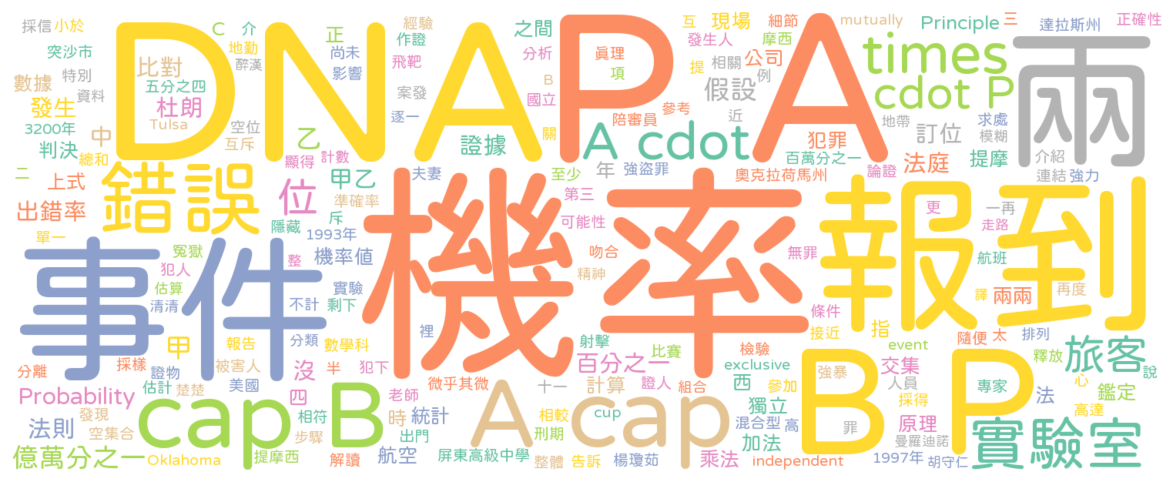 採信 小於 C 介 正 經驗 作證 之間 互 現場 細節 mutually Principle 三 達拉斯州 正確性
突沙市 地勤 醉漢 尚未 影響 飛靶 分析 眞理 發生人 摩西 提 相關 公司 times 兩
DNA P A
數據 特別 比對 五分之四 B 項 假設 例 cdot P
發生 資料 杜朗 案發 國立 陪審員 參考 近 地帶 求處
3200年 Tulsa 空位 乙 逐一 證據 關 A cdot 犯罪 訂位 模糊
判決 中 互斥 顯得 計數 百萬分之一 提摩 介紹
二 總和 錯誤 甲乙 夫妻 至少 年 強盜罪 奧克拉荷馬州 論證 法庭 連結 強力
上式 位 準確率 第三 更 一再
出錯率 隱藏 斥 機率 可能性 報到 走路
單一 冤獄 1993年 吻合 無罪 航班
事件 犯人 整 機率值 精神 譯 再度
估算 實驗 條件 兩兩
清清 不計 剩下 裡 接近 指 隨便 太 排列
分離 採樣 甲 報告 分類 數學科 射擊 比賽 檢驗 event 釋放 旅客
證物 被害人 沒 半 犯下 百分之一 exclusive 西 強暴 交集 說
Probability 估計 楚楚 美國 四 微乎其微 十一 計算 證人 組合 參加 人員 專家 法 心 鑑定
cap B 老師 A cap B P
法則 發現 相符 時 統計 相較 cup 獨立 採得 高達
空集合 步驟 出門 刑期 混合型 高 罪 原理 實驗室
億萬分之一 Oklahoma 提摩西 解讀 航空 屏東高級中學 整體 告訴 楊瓊茹 加法 乘法 independent 曼羅迪諾 1997年 胡守仁